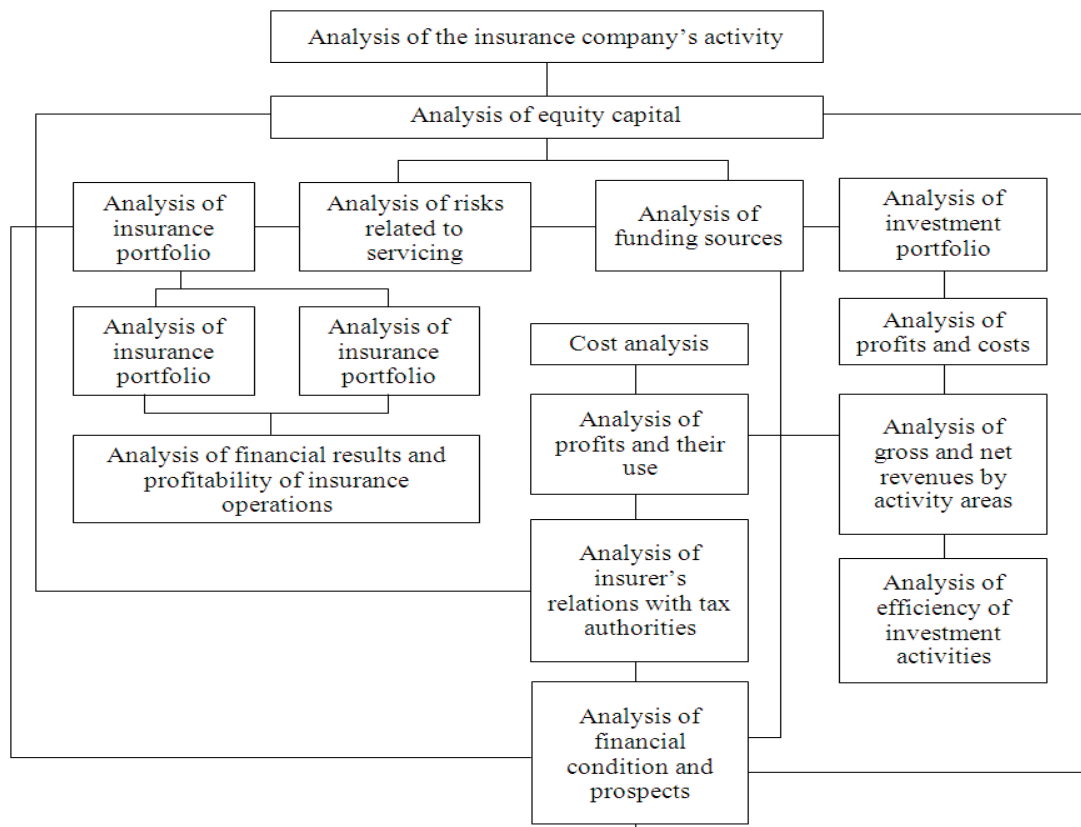 Analysis of the insurance company’s activity
Analysis of equity capital
Analysis of
insurance
portfolio
Analysis of risks
related to
servicing
Analysis of
funding sources
Analysis of
investment
portfolio
Analysis of
insurance
portfolio
Analysis of
insurance
portfolio
Cost analysis
Analysis of
profits and costs
Analysis of financial results and
profitability of insurance
operations
Analysis of
profits and their
use
Analysis of
gross and net
revenues by
activity areas
Analysis of
insurer’s
relations with tax
authorities
Analysis of
efficiency of
investment
activities
Analysis of
financial
condition and
prospects